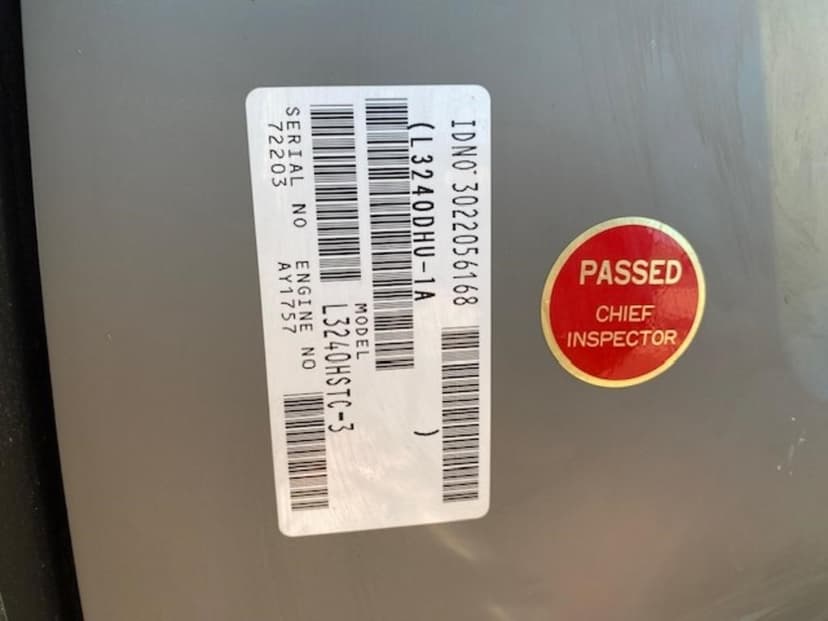 IDNO 3022056168
(L3240DHU-1A )
MODEL
L3240HSTC-3
SERIAL NO ENGINE NO
72203 AY1757
PASSED
CHIEF
INSPECTOR